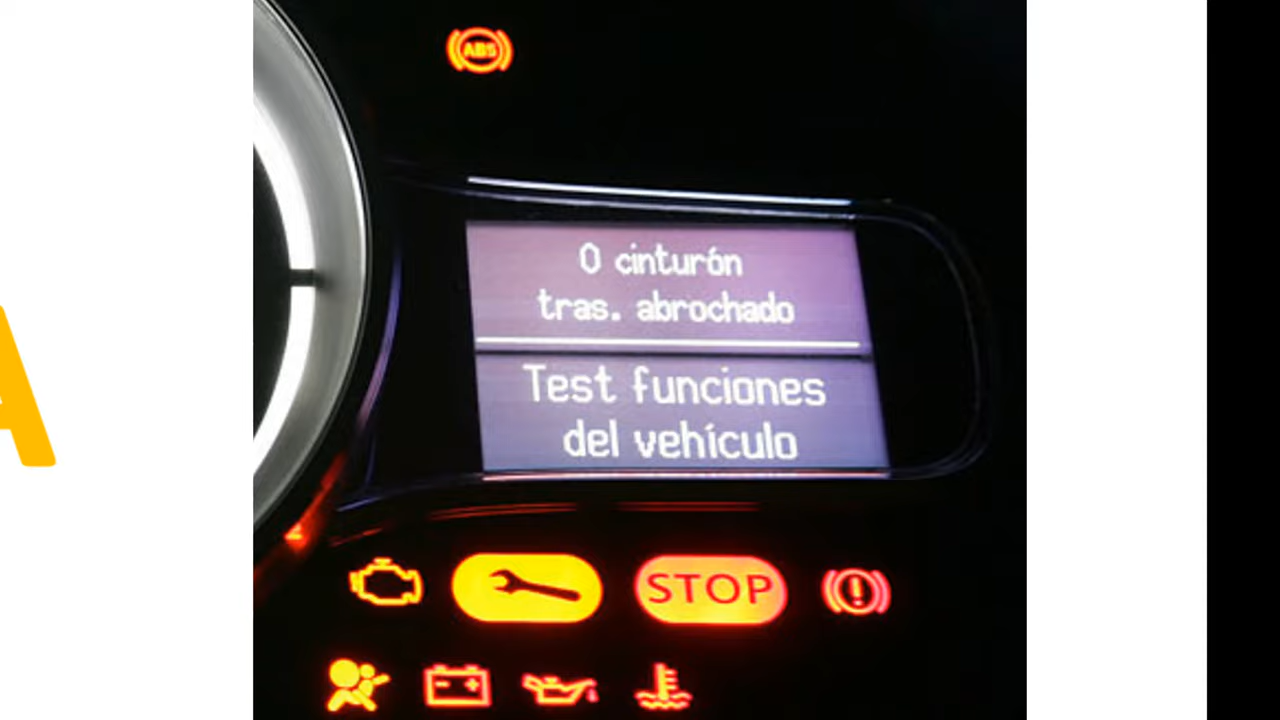 A
ABS
0 cinturón
tras. abrochado
Test funciones
del vehículo
STOP